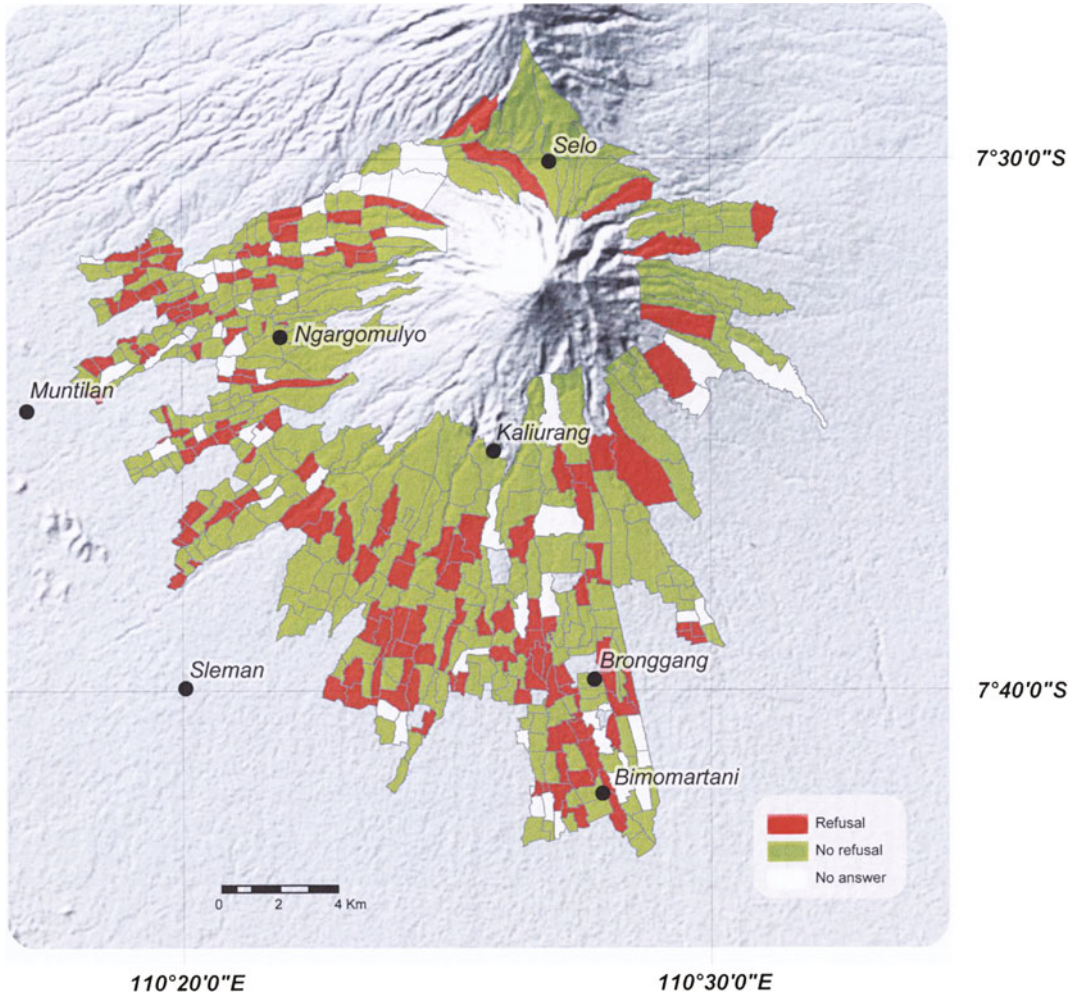 Selo
7°30'0"S
Ngargomulyo
Muntilan
Kaliurang
Bronggang
Sleman
7°40'0"S
Bimomartani
Refusal
No refusal
No answer
0 2 4 Km
110°20'0"E
110°30'0"E